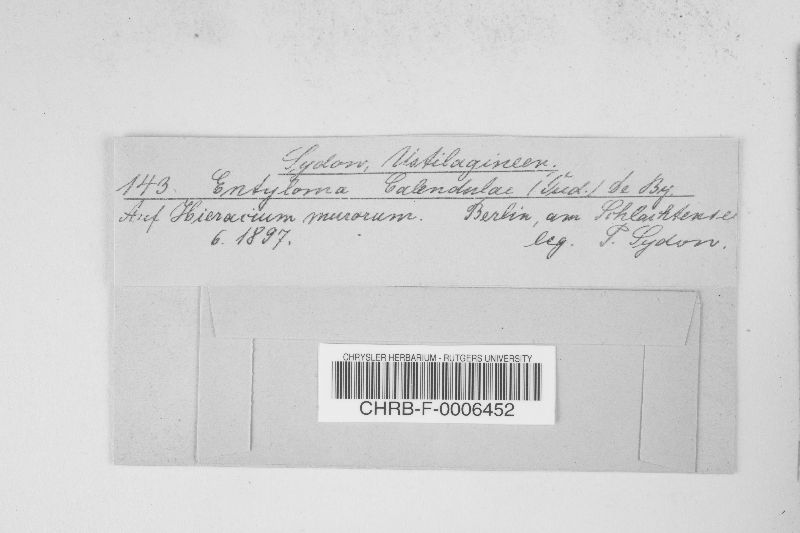 Sydow, Ustilagineen.
143. Entyloma Calendulae (Oud.) De By.
Auf Hieracium murorum. Berlin, am Schlachtensee
6. 1897. leg. P. Sydow.
CHRYSLER HERBARIUM - RUTGERS UNIVERSITY
CHRB-F-0006452